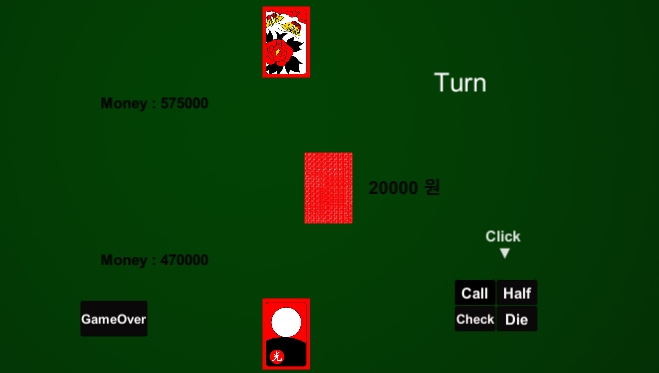 Turn
Money : 575000
20000 원
Click
▼
Money : 470000
Call Half
Check Die
GameOver
光